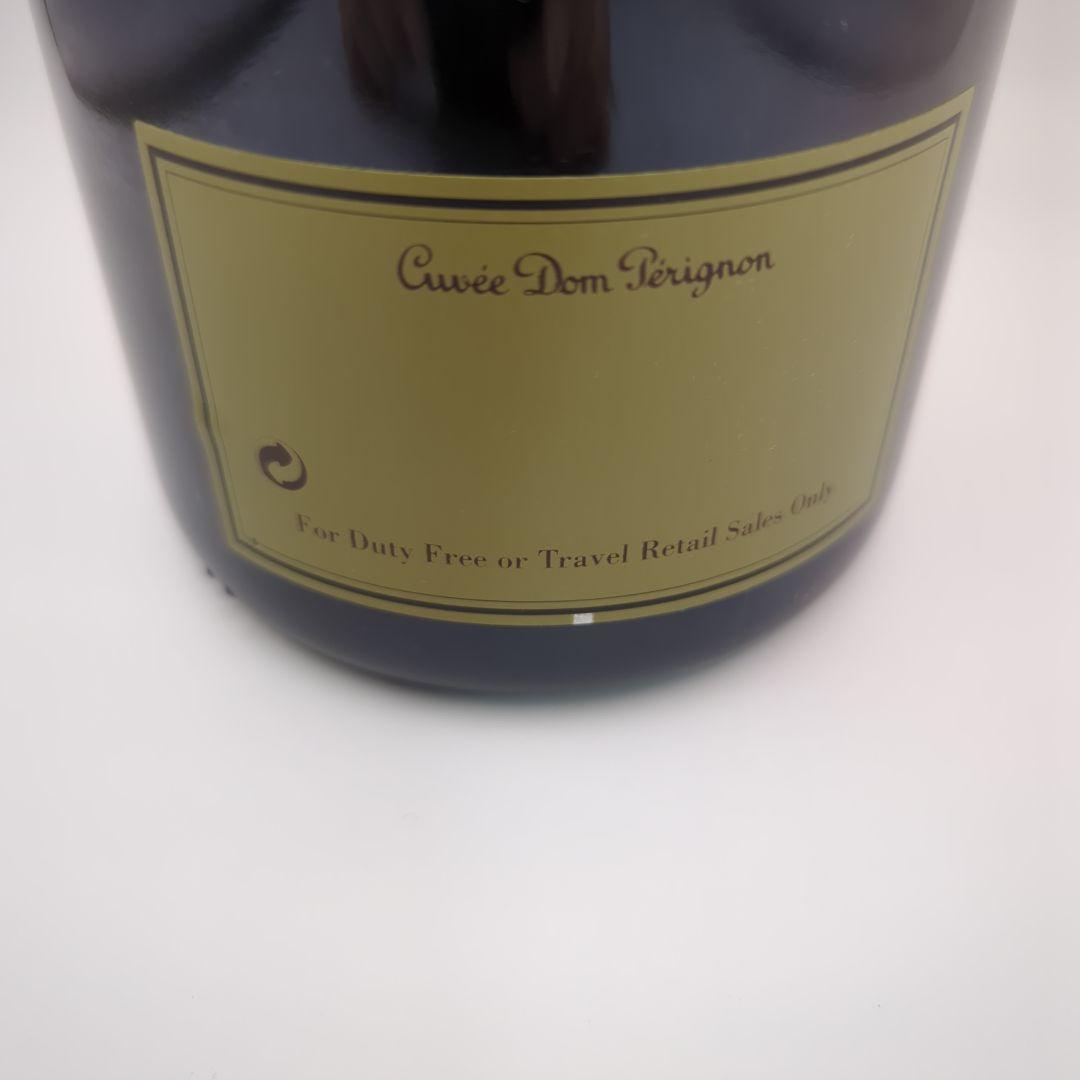 Cuvée Dom Pérignon
For Duty Free or Travel Retail Sales Only